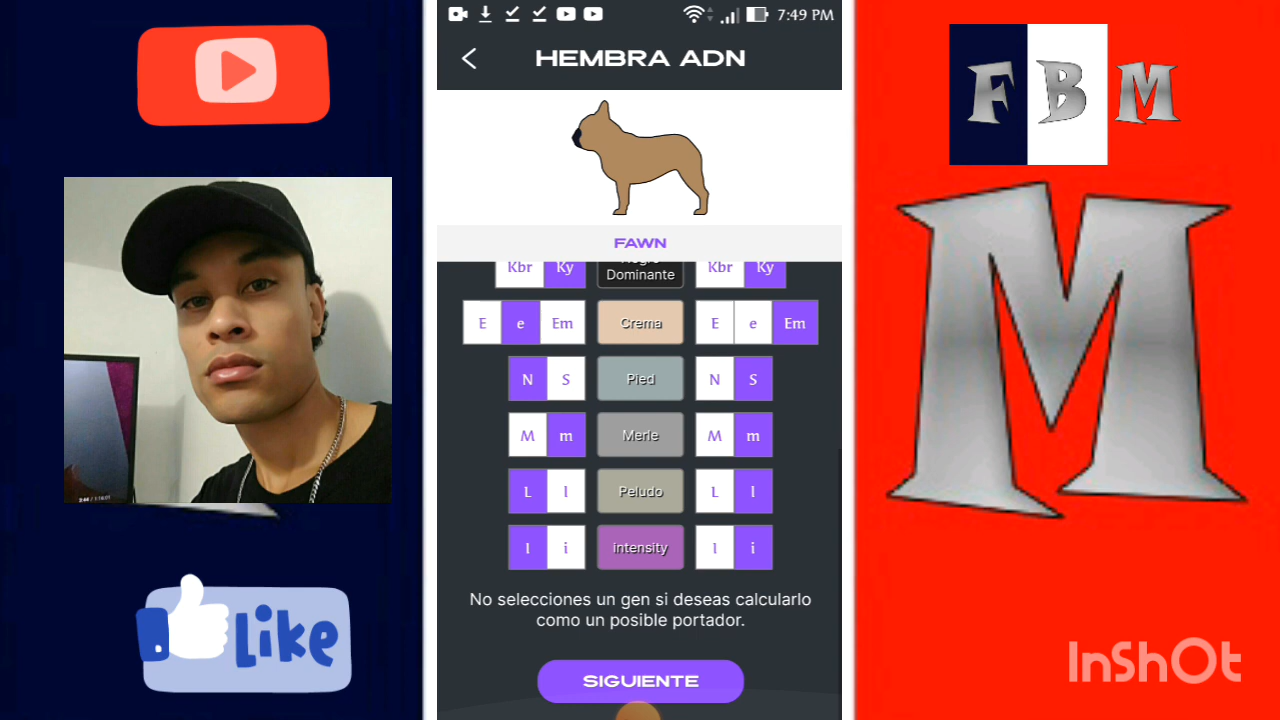 7:49 PM
HEMBRA ADN
FAWN
Kbr Ky Negro Dominante Kbr Ky
E e Em Crema E e Em
N S Pied N S
M m Merle M m
L l Peludo L l
I i intensity I i
No selecciones un gen si deseas calcularlo
como un posible portador.
SIGUIENTE
like
F B M
M
InShOt